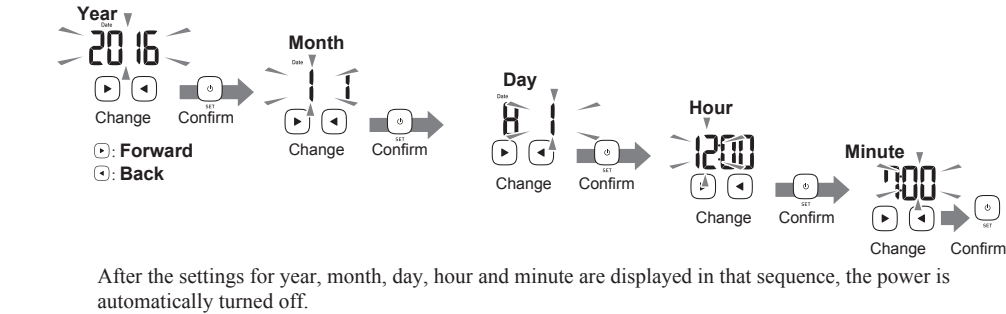 Year
Date
2016
Change
SET
Confirm
: Forward
: Back
Month
Date
1 1
Change
SET
Confirm
Day
Date
1
Change
SET
Confirm
Hour
12:00
Change
SET
Confirm
Minute
:00
Change
SET
Confirm
After the settings for year, month, day, hour and minute are displayed in that sequence, the power is
automatically turned off.